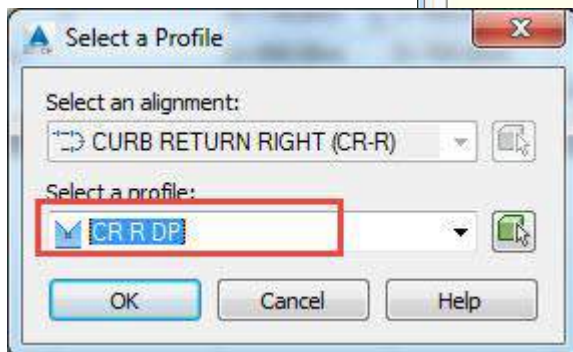 Select a Profile
Select an alignment:
CURB RETURN RIGHT (CR-R)
Select a profile:
CR R DP
OK Cancel Help